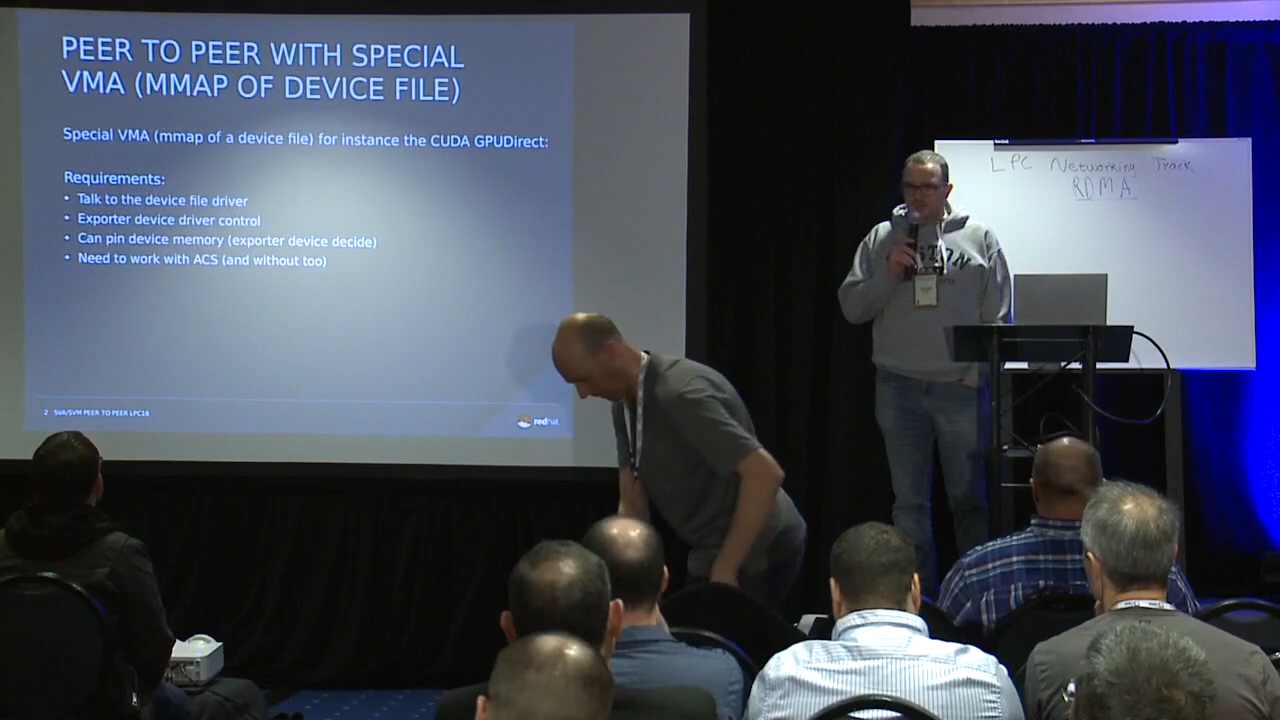 PEER TO PEER WITH SPECIAL
VMA (MMAP OF DEVICE FILE)
Special VMA (mmap of a device file) for instance the CUDA GPUDirect:
Requirements:
• Talk to the device file driver
• Exporter device driver control
• Can pin device memory (exporter device decide)
• Need to work with ACS (and without too)
2 SVA/SVM PEER TO PEER LPC16
redhat.
LPC Networking Track
RDMA